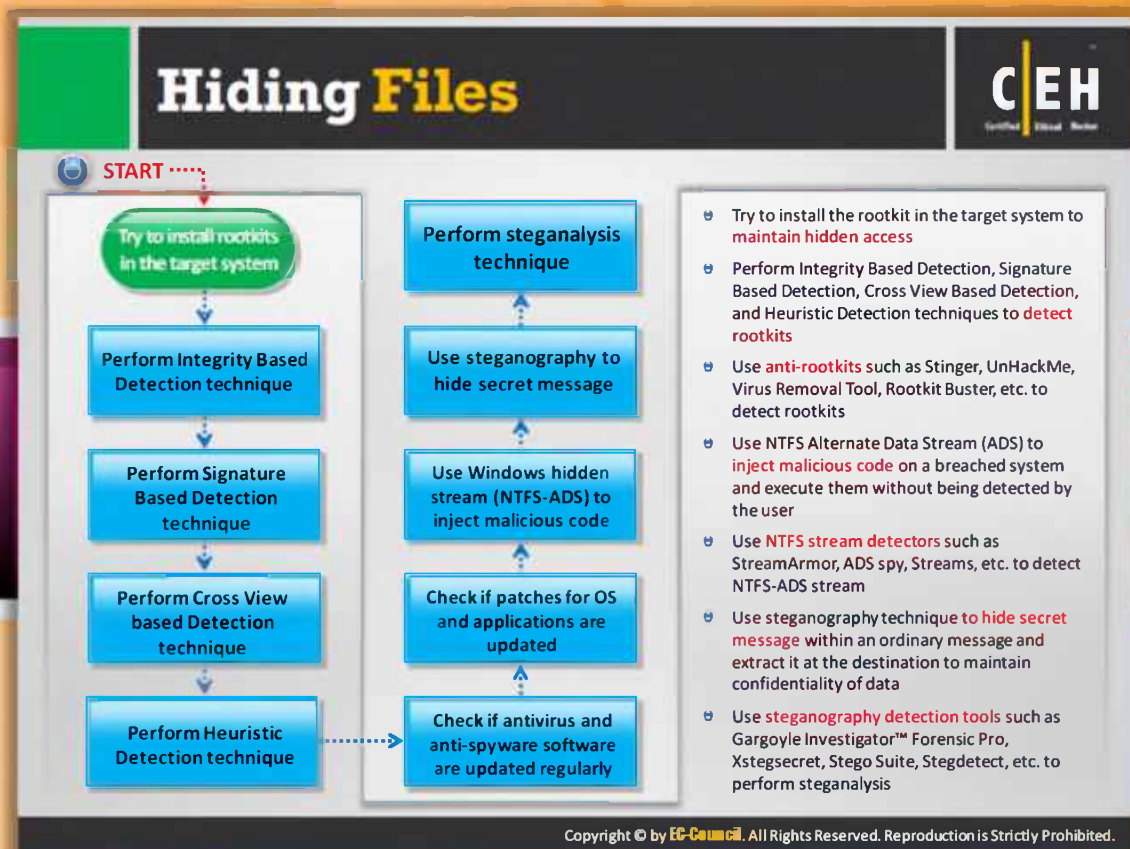 Hiding Files
C|EH
Certified Ethical Hacker
START
Try to install rootkits
in the target system
Perform Integrity Based
Detection technique
Perform Signature
Based Detection
technique
Perform Cross View
based Detection
technique
Perform Heuristic
Detection technique
Perform steganalysis
technique
Use steganography to
hide secret message
Use Windows hidden
stream (NTFS-ADS) to
inject malicious code
Check if patches for OS
and applications are
updated
Check if antivirus and
anti-spyware software
are updated regularly
Try to install the rootkit in the target system to
maintain hidden access
Perform Integrity Based Detection, Signature
Based Detection, Cross View Based Detection,
and Heuristic Detection techniques to detect
rootkits
Use anti-rootkits such as Stinger, UnHackMe,
Virus Removal Tool, Rootkit Buster, etc. to
detect rootkits
Use NTFS Alternate Data Stream (ADS) to
inject malicious code on a breached system
and execute them without being detected by
the user
Use NTFS stream detectors such as
StreamArmor, ADS spy, Streams, etc. to detect
NTFS-ADS stream
Use steganography technique to hide secret
message within an ordinary message and
extract it at the destination to maintain
confidentiality of data
Use steganography detection tools such as
Gargoyle Investigator™ Forensic Pro,
Xstegsecret, Stego Suite, Stegdetect, etc. to
perform steganalysis
Copyright © by EC-Council. All Rights Reserved. Reproduction is Strictly Prohibited.